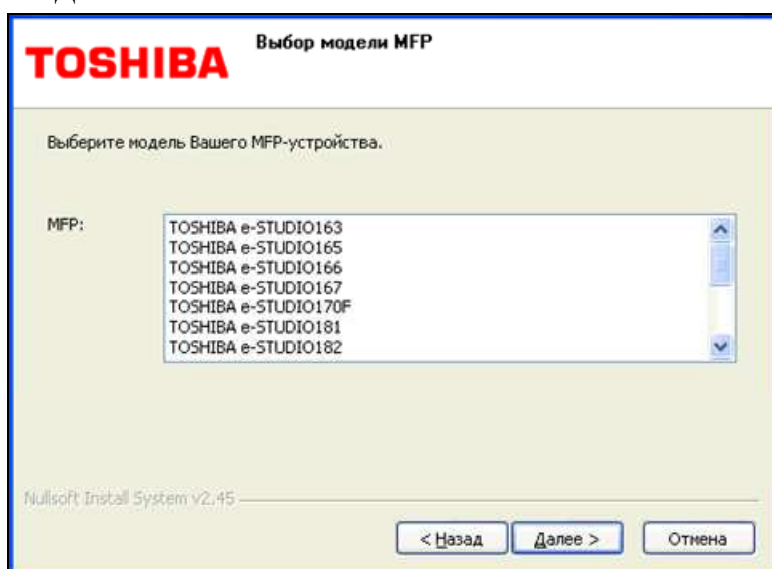 Выбор модели MFP
TOSHIBA
Выберите модель Вашего MFP-устройства.
MFP:
TOSHIBA e-STUDIO163
TOSHIBA e-STUDIO165
TOSHIBA e-STUDIO166
TOSHIBA e-STUDIO167
TOSHIBA e-STUDIO170F
TOSHIBA e-STUDIO181
TOSHIBA e-STUDIO182
Nullsoft Install System v2.45
< Назад Далее > Отмена